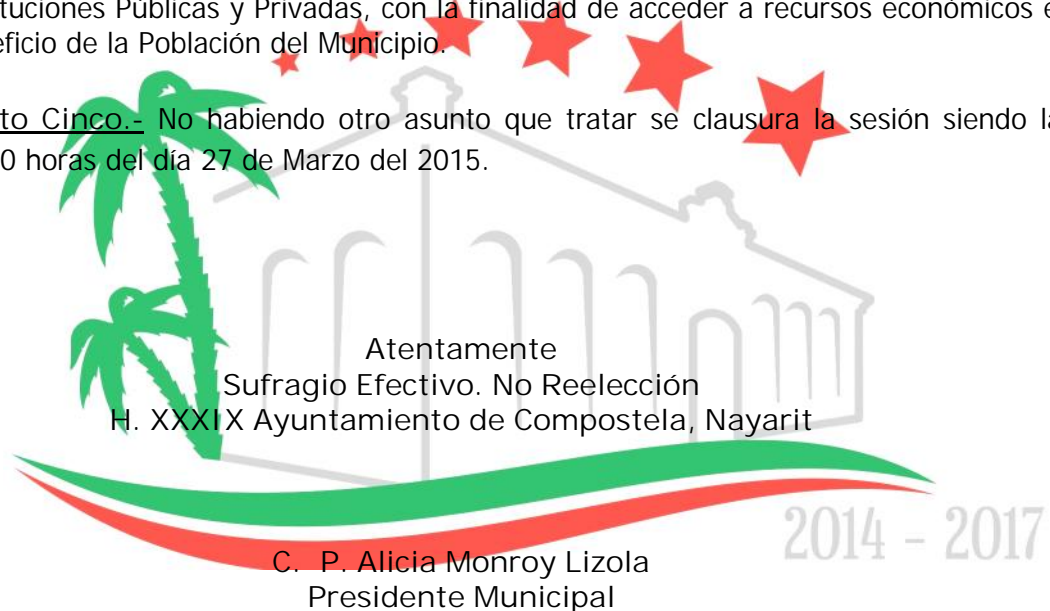 tuciones Públicas y Privadas, con la finalidad de acceder a recursos económicos e
eficio de la Población del Municipio.
to Cinco.- No habiendo otro asunto que tratar se clausura la sesión siendo la
0 horas del día 27 de Marzo del 2015.
Atentamente
Sufragio Efectivo. No Reelección
H. XXXIX Ayuntamiento de Compostela, Nayarit
2014 - 2017
C. P. Alicia Monroy Lizola
Presidente Municipal